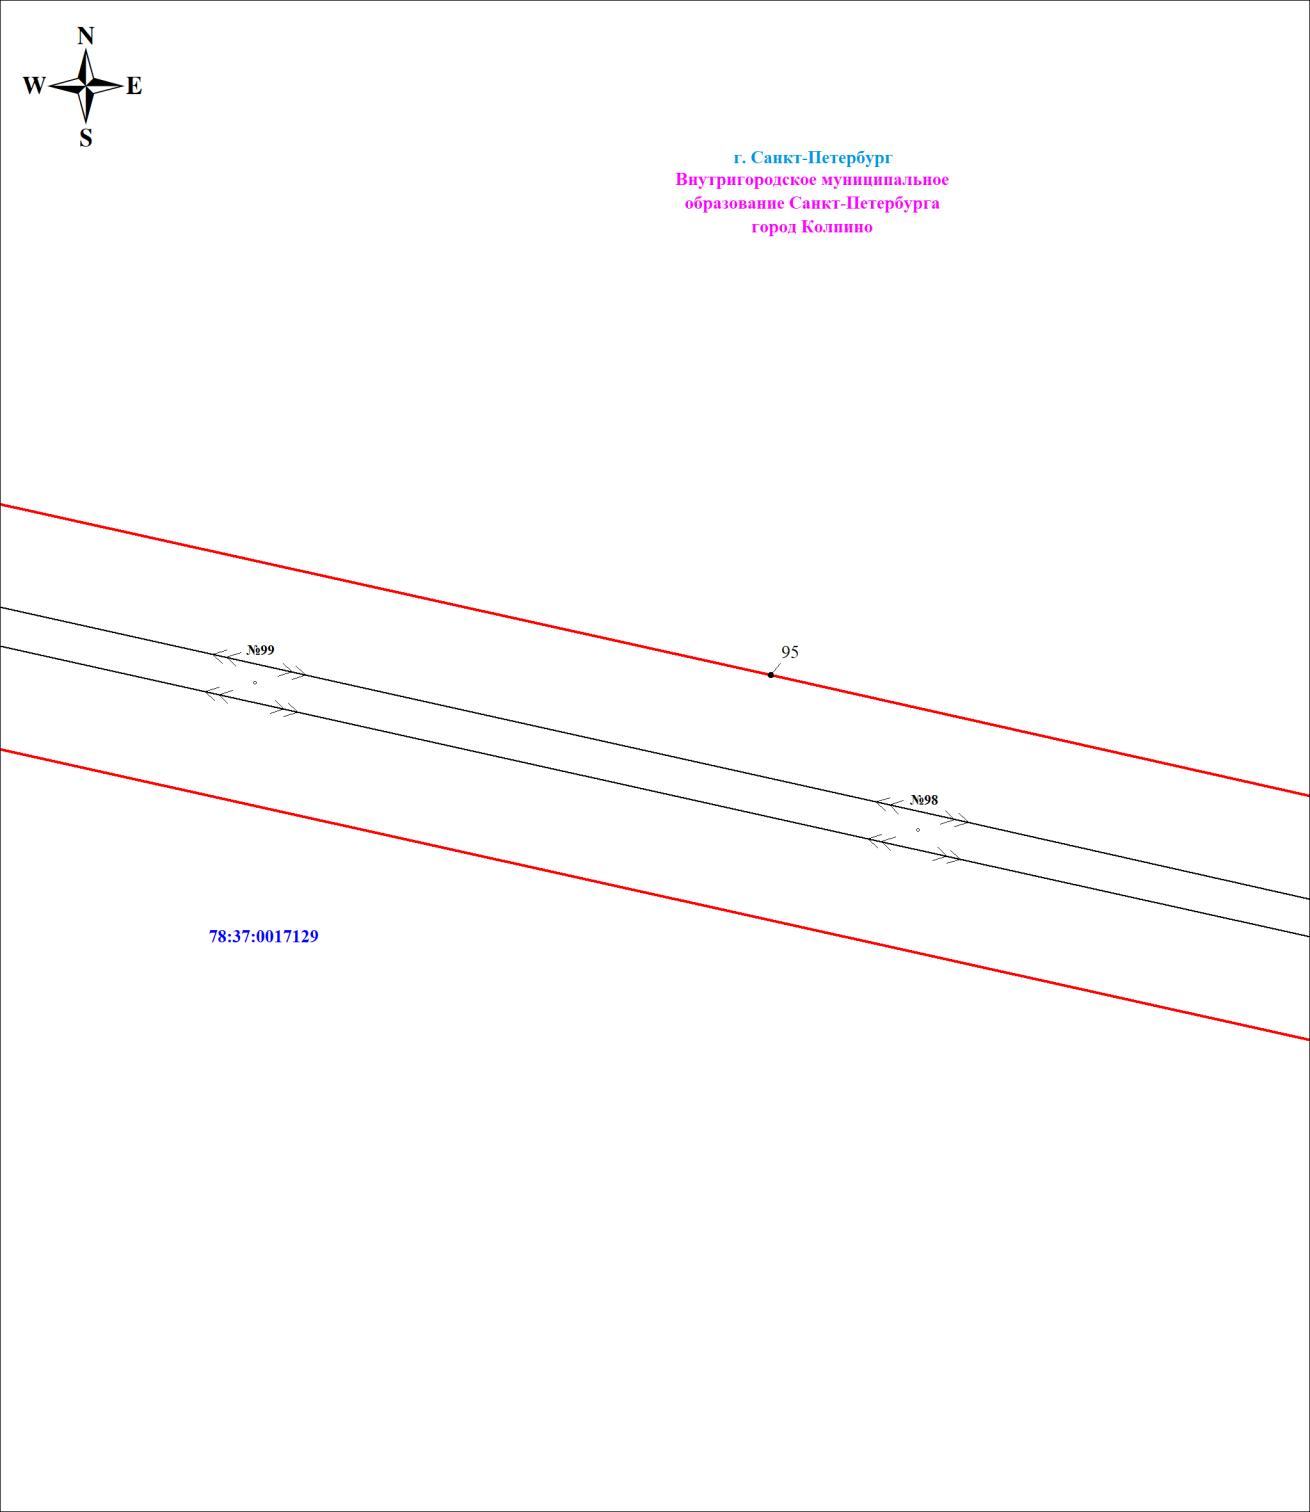 N
W E
S
г. Санкт-Петербург
Внутригородское муниципальное
образование Санкт-Петербурга
город Колпино
№99
95
№98
78:37:0017129